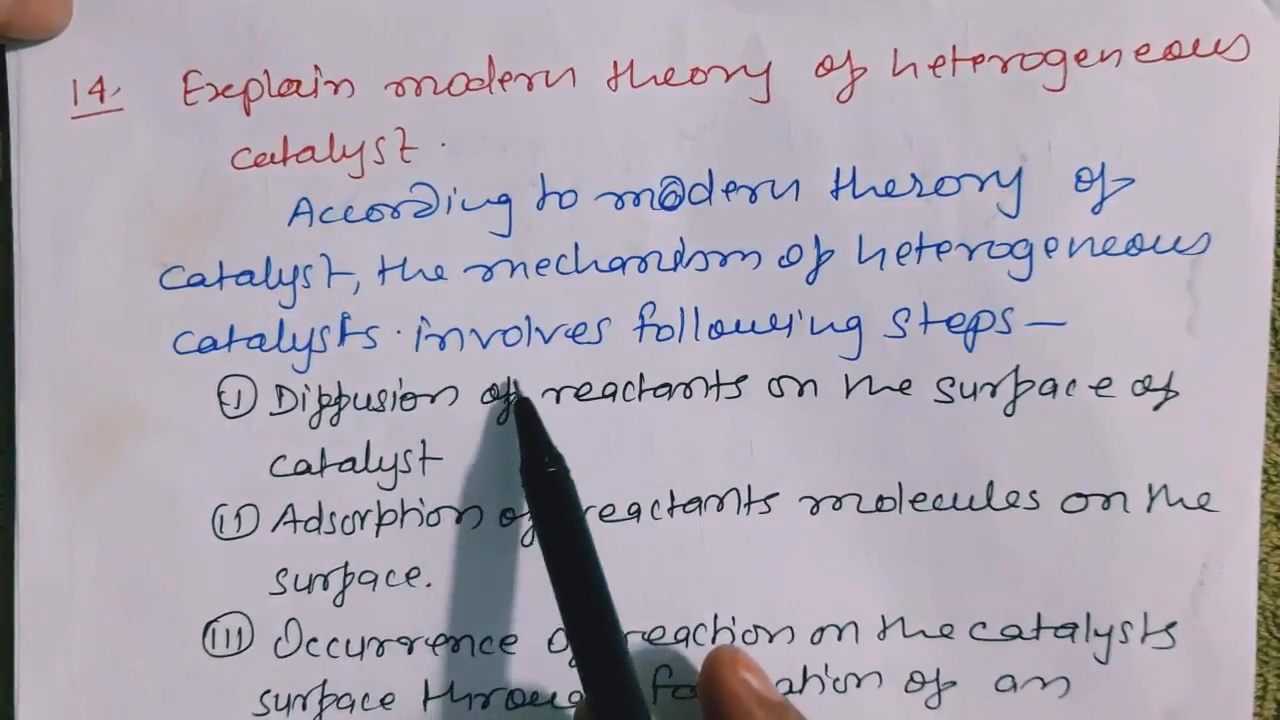 14. Explain modern theory of heterogeneous
catalyst.
According to modern therory of
catalyst, the mechanism of heterogeneous
catalysts involves following steps—
(I) Diffusion of reactants on the surface of
catalyst
(II) Adsorption of reactants molecules on the
surface.
(III) Occurrence of reaction on the catalysts
surface of an